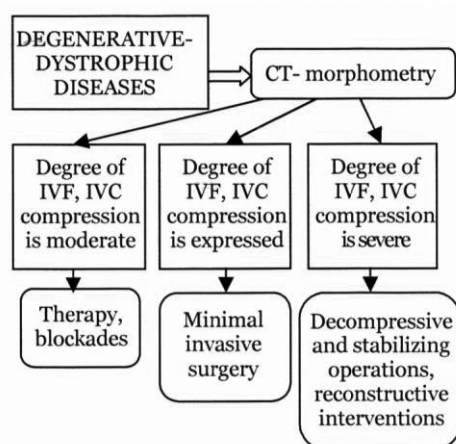 DEGENERATIVE-
DYSTROPHIC
DISEASES
CT- morphometry
Degree of
IVF, IVC
compression
is moderate
Degree of
IVF, IVC
compression
is expressed
Degree of
IVF, IVC
compression
is severe
Therapy,
blockades
Minimal
invasive
surgery
Decompressive
and stabilizing
operations,
reconstructive
interventions